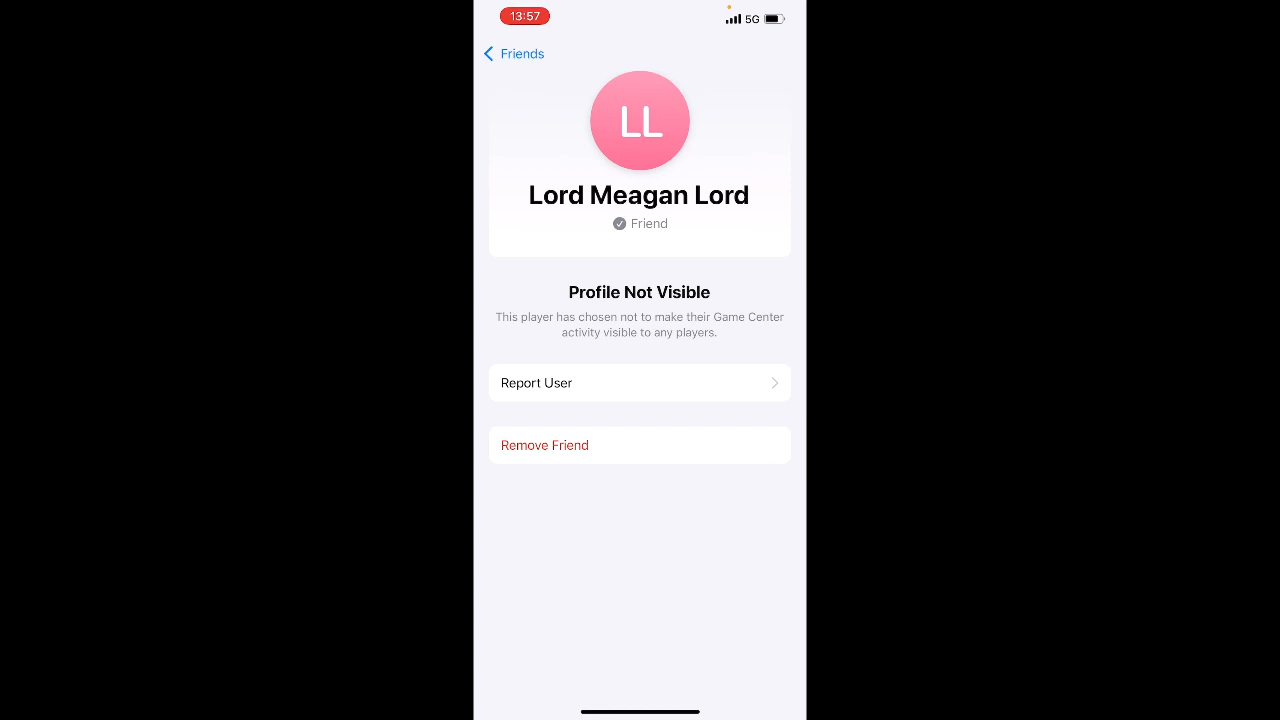 13:57
5G
Friends
LL
Lord Meagan Lord
Friend
Profile Not Visible
This player has chosen not to make their Game Center
activity visible to any players.
Report User
Remove Friend